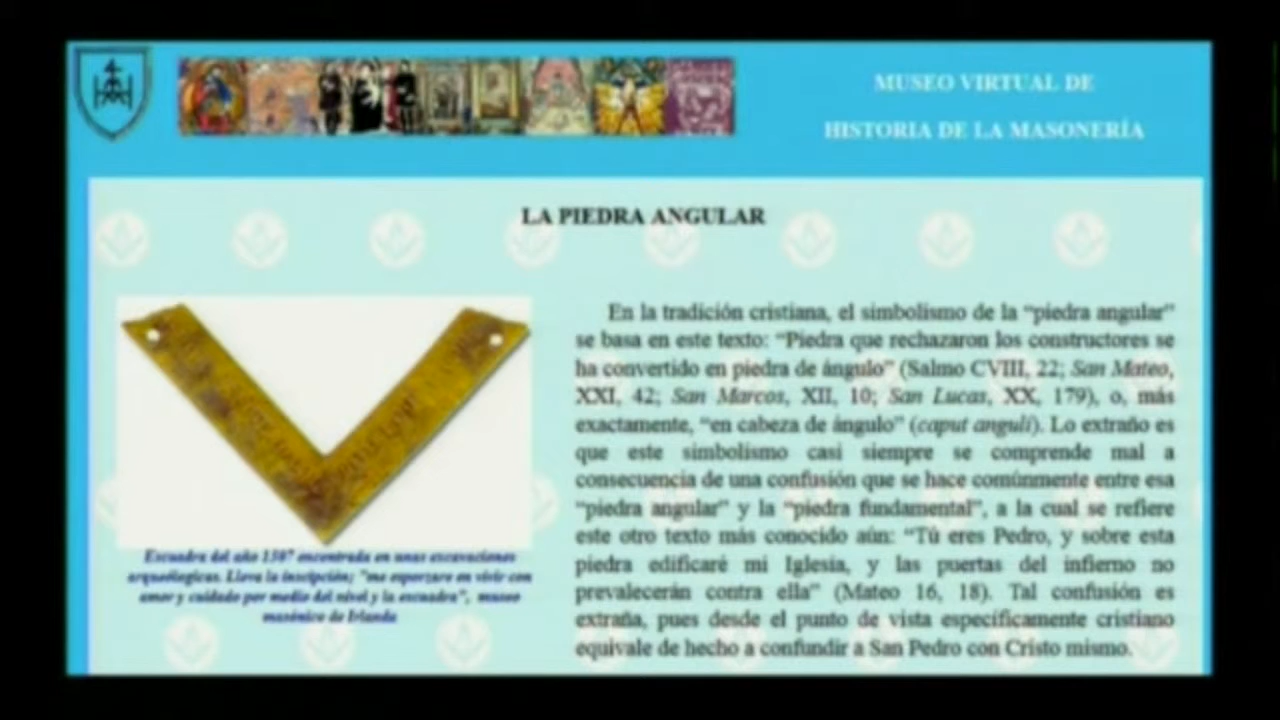 MUSEO VIRTUAL DE
HISTORIA DE LA MASONERÍA
LA PIEDRA ANGULAR
En la tradición cristiana, el simbolismo de la “piedra angular”
se basa en este texto: “Piedra que rechazaron los constructores se
ha convertido en piedra de ángulo” (Salmo CVIII, 22; San Mateo,
XXI, 42; San Marcos, XII, 10; San Lucas, XX, 179), o, más
exactamente, “en cabeza de ángulo” (caput anguli). Lo extraño es
que este simbolismo casi siempre se comprende mal a
consecuencia de una confusión que se hace comúnmente entre esa
“piedra angular” y la “piedra fundamental”, a la cual se refiere
este otro texto más conocido aún: “Tú eres Pedro, y sobre esta
piedra edificaré mi Iglesia, y las puertas del infierno no
prevalecerán contra ella” (Mateo 16, 18). Tal confusión es
extraña, pues desde el punto de vista específicamente cristiano
equivale de hecho a confundir a San Pedro con Cristo mismo.
Escuadra del año encontrada en unas excavaciones
arqueólogicas. Lleva la inscipción; "me esporzare en vivir con
amor y cuidado por medio del nivel y la escuadra", museo
masónico de Irlanda